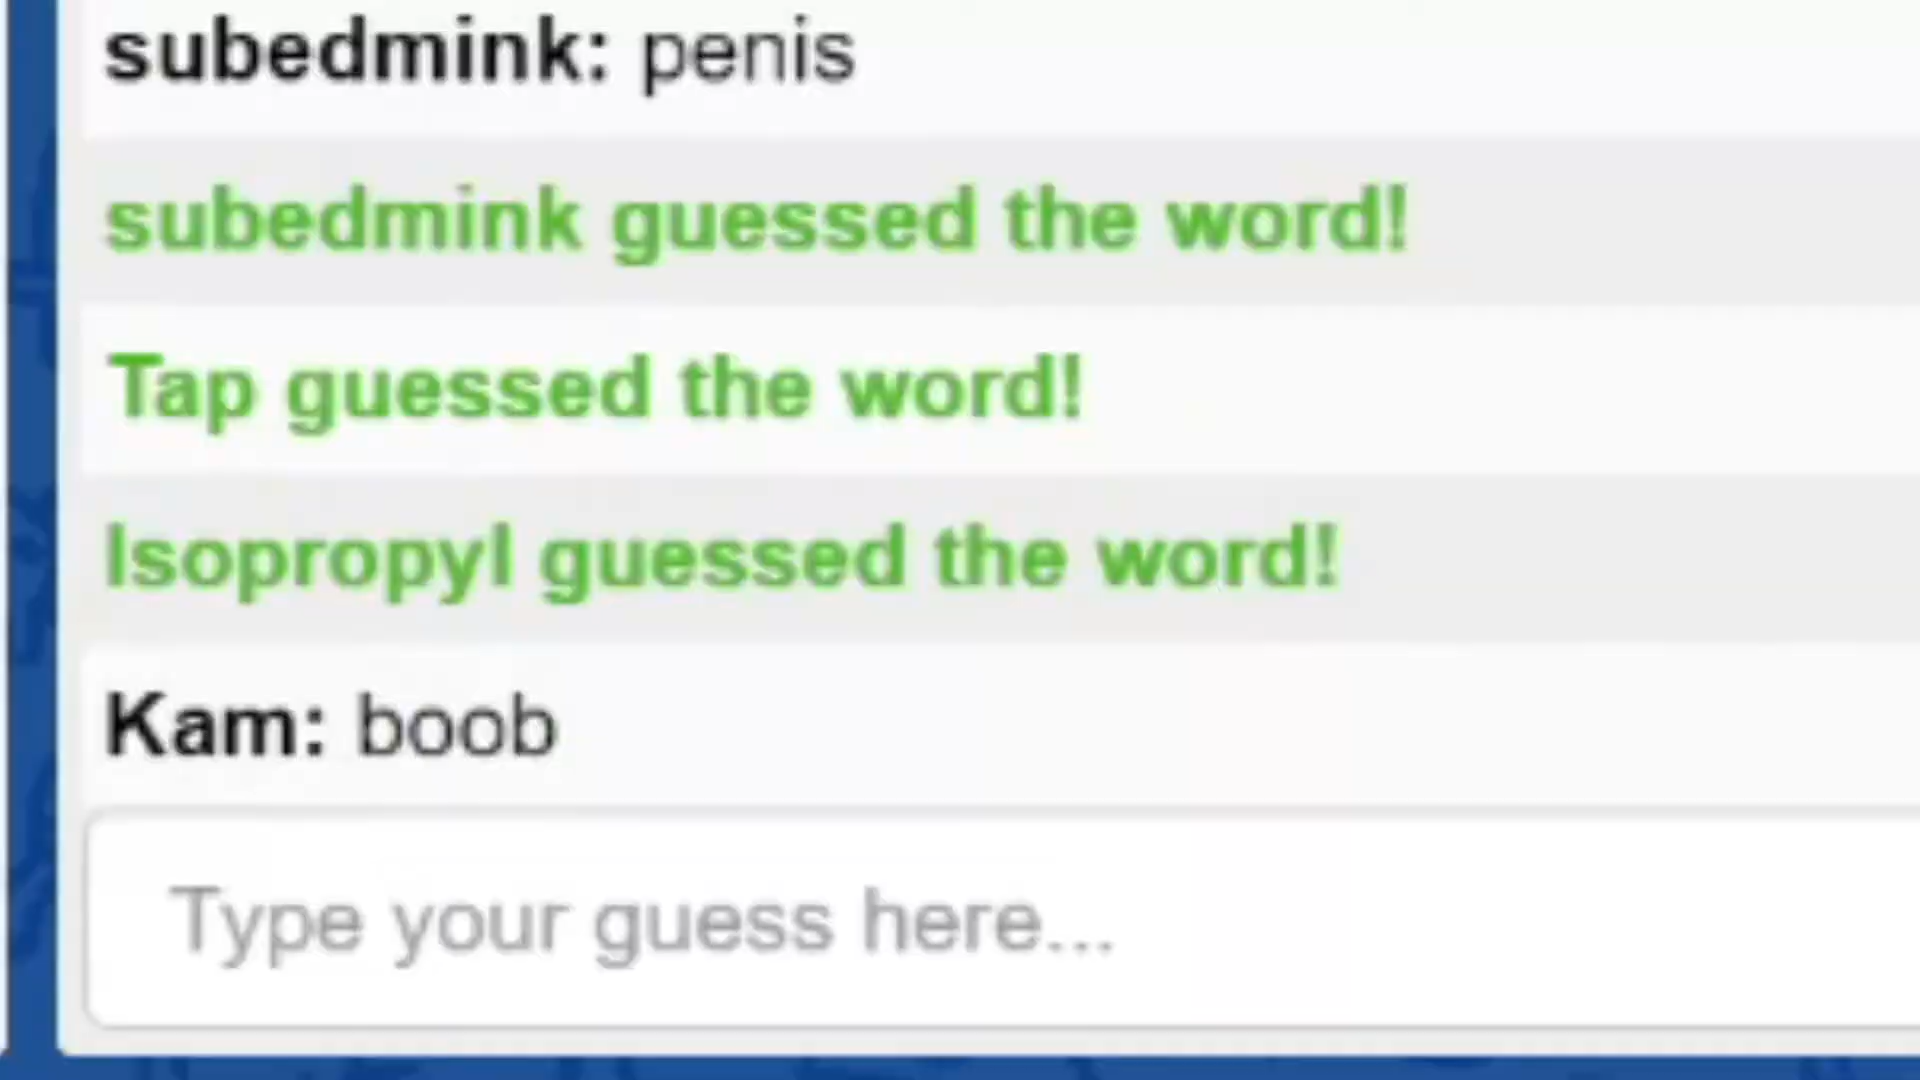 subedmink: penis
subedmink guessed the word!
Tap guessed the word!
Isopropyl guessed the word!
Kam: boob
Type your guess here...